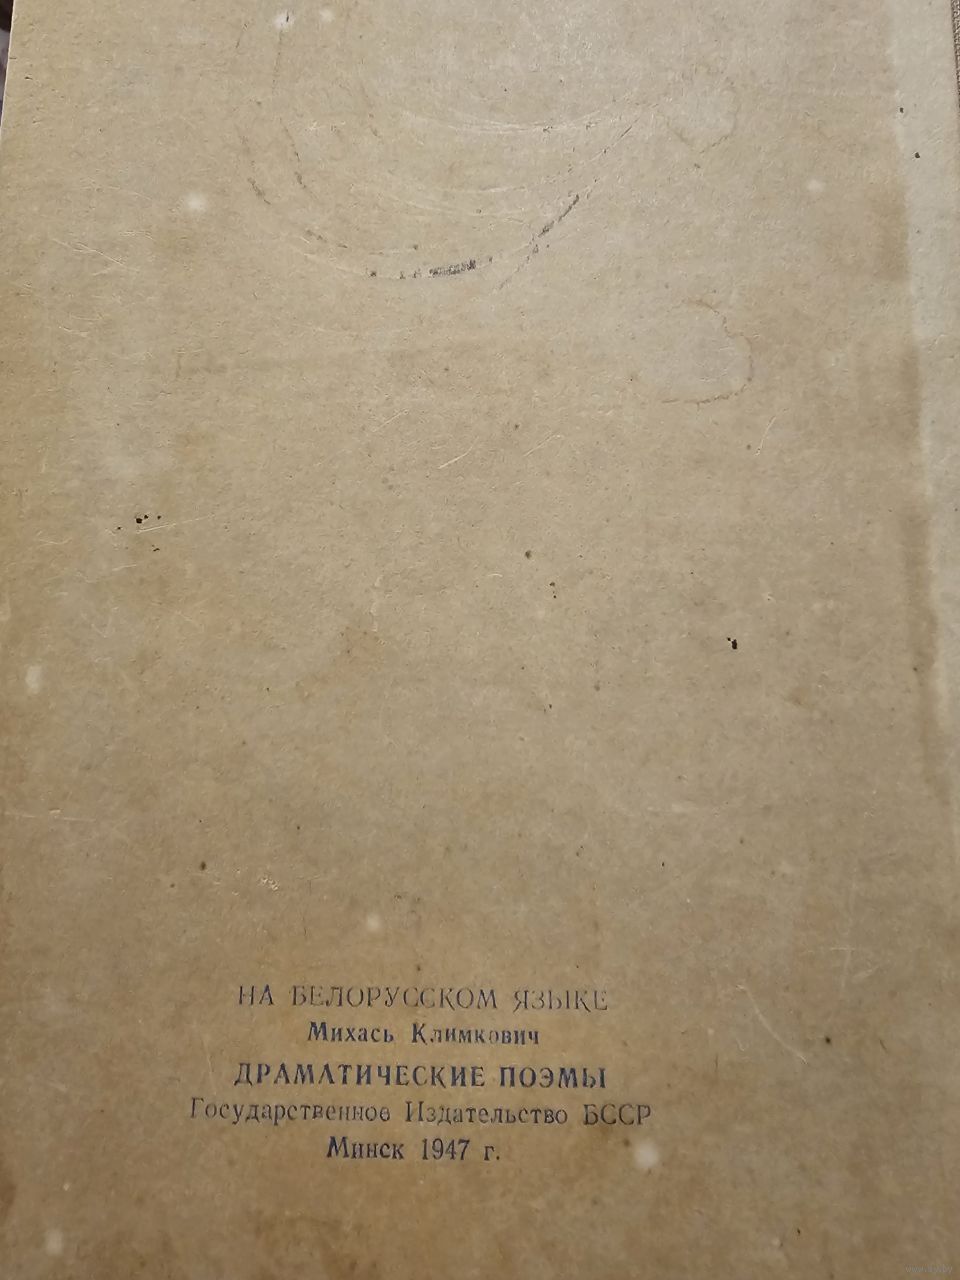 НА БЕЛОРУССКОМ ЯЗЫКЕ
Михась Климкович
ДРАМАТИЧЕСКИЕ ПОЭМЫ
Государственное Издательство БССР
Минск 1947 г.